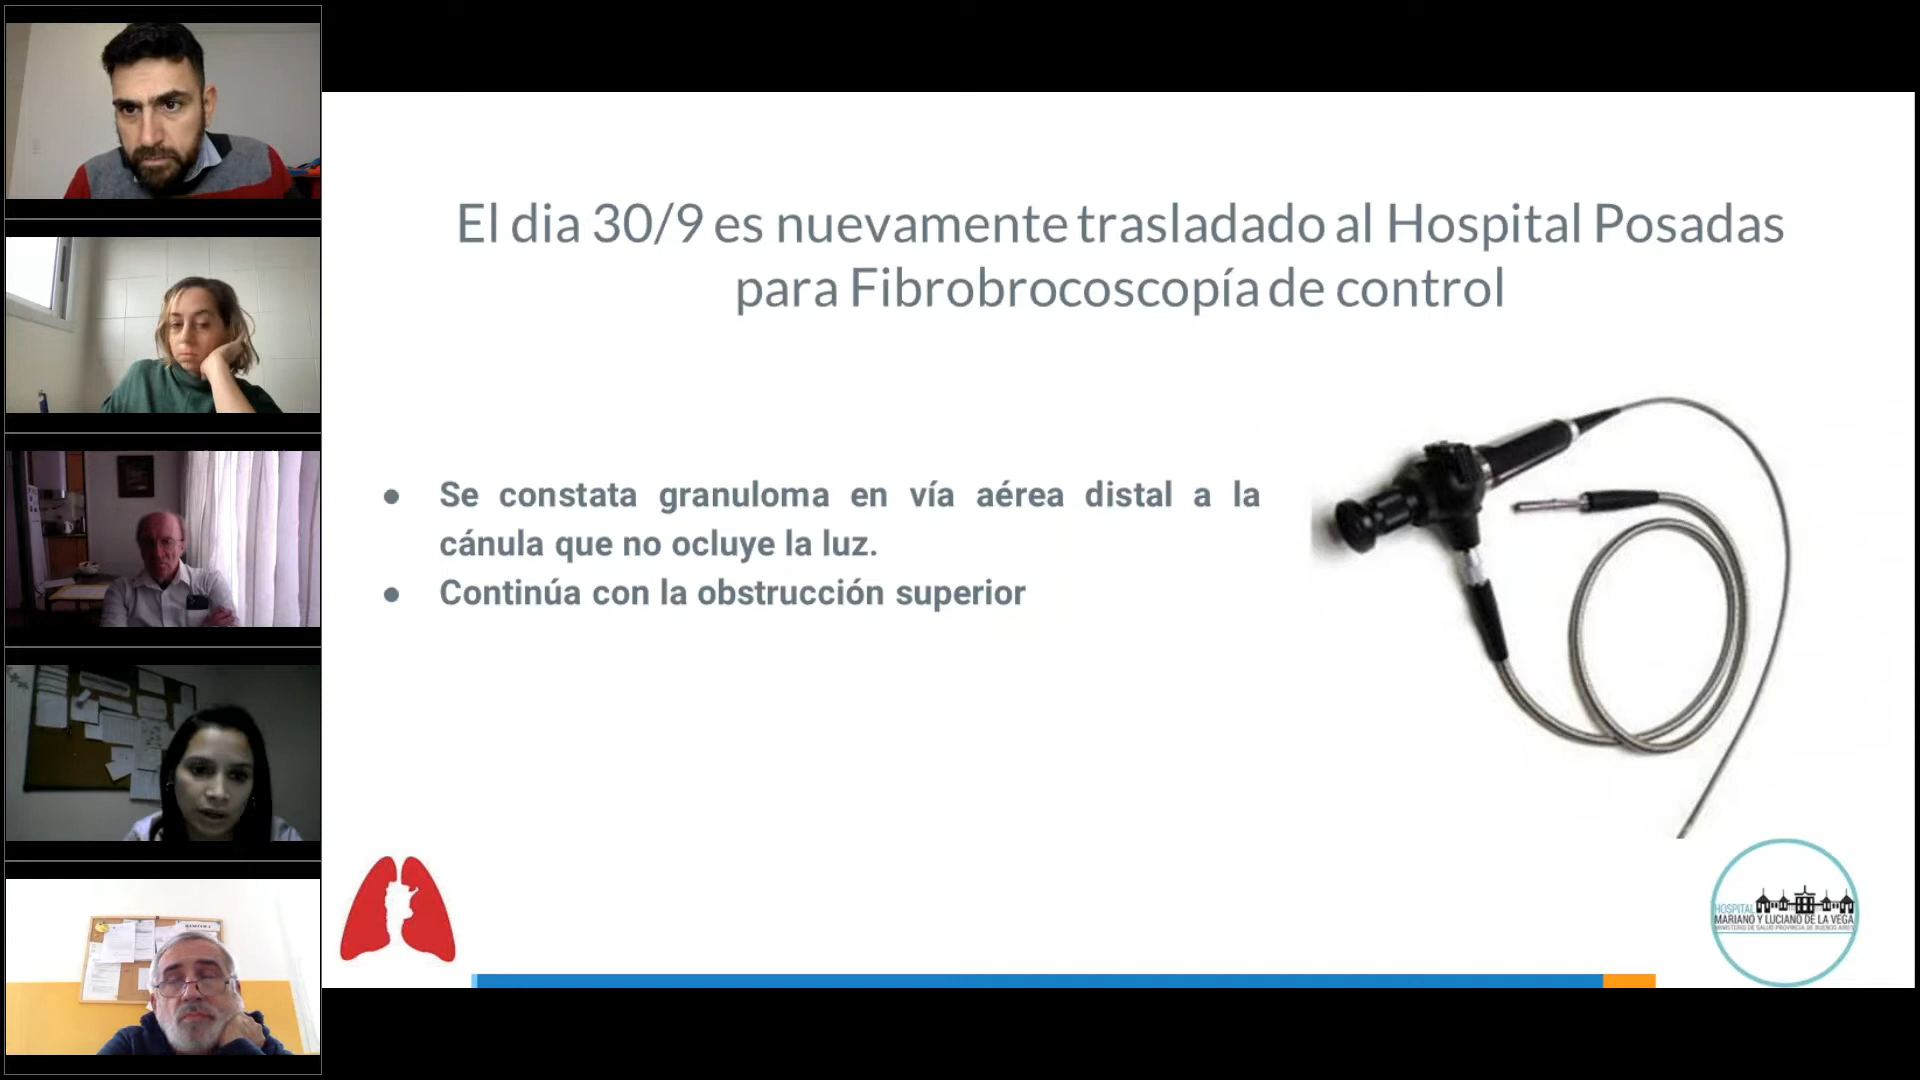 El dia 30/9 es nuevamente trasladado al Hospital Posadas
para Fibrobrocoscopía de control
● Se constata granuloma en vía aérea distal a la
cánula que no ocluye la luz.
● Continúa con la obstrucción superior
HOSPITAL
MARIANO Y LUCIANO DE LA VEGA
MINISTERIO DE SALUD PROVINCIA DE BUENOS AIRES